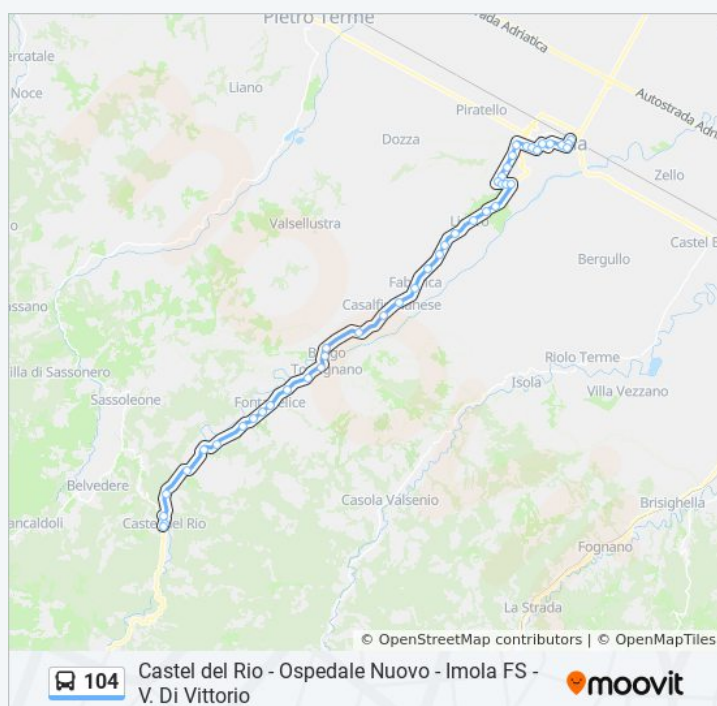 Pietro Terme
Strada Adriatica
ercatale
Noce
Liano
Piratello
Autostrada Adri
Dozza
Zello
Valsellustra
Castel B
Bergullo
Fabbrica
Casalfiumanese
assano
Borgo
Tossignano
Riolo Terme
illa di Sassonero
Isola
Villa Vezzano
Sassoleone
Fontanelice
Belvedere
Casola Valsenio
Brisighella
ancaldoli
Castel del Rio
Fognano
La Strada
© OpenStreetMap contributors | © OpenMapTiles
104
Castel del Rio - Ospedale Nuovo - Imola FS -
V. Di Vittorio
moovit